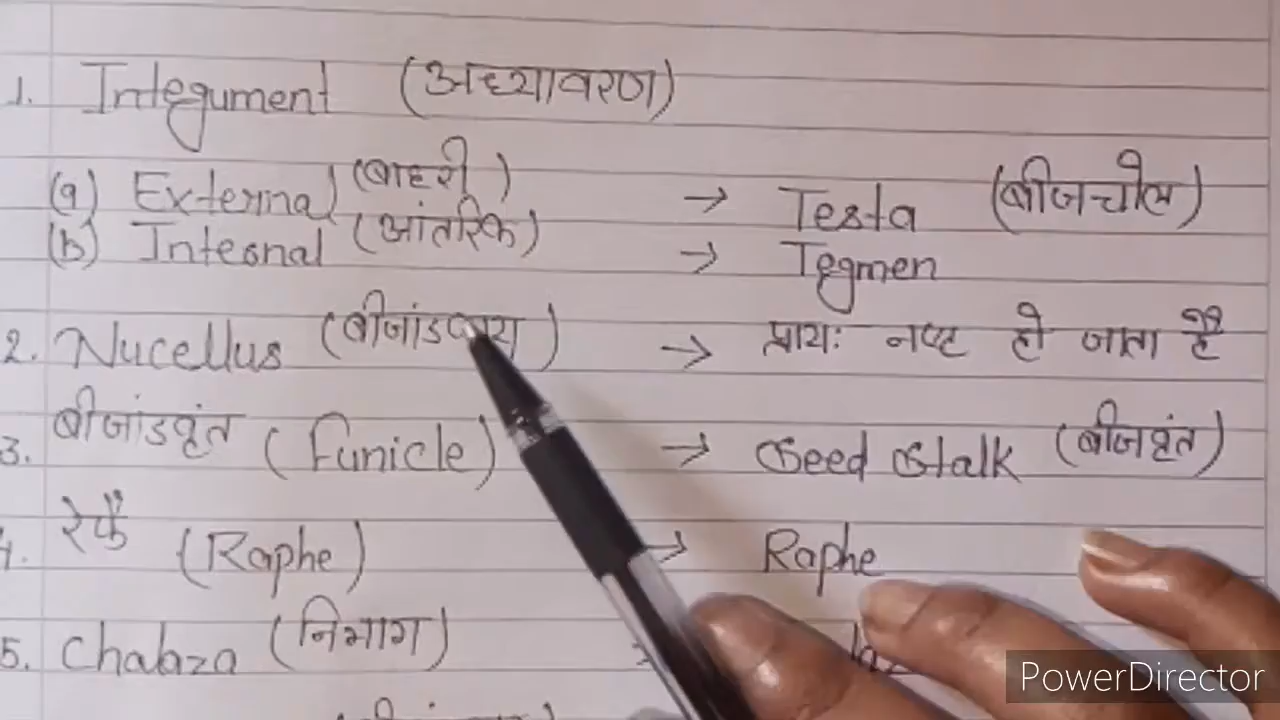 1. Integument (अध्यावरण)
(a) External (बाहरी) → Testa (बीजचोल)
(b) Internal (आंतरिक) → Tegmen
2. Nucellus (बीजांडकाय) → प्रायः नष्ट हो जाता है
3. बीजांडवृंत (Funicle) → Seed Stalk (बीजवृंत)
4. रेफै (Raphe) → Raphe
5. Chalaza (निभाग)
PowerDirector